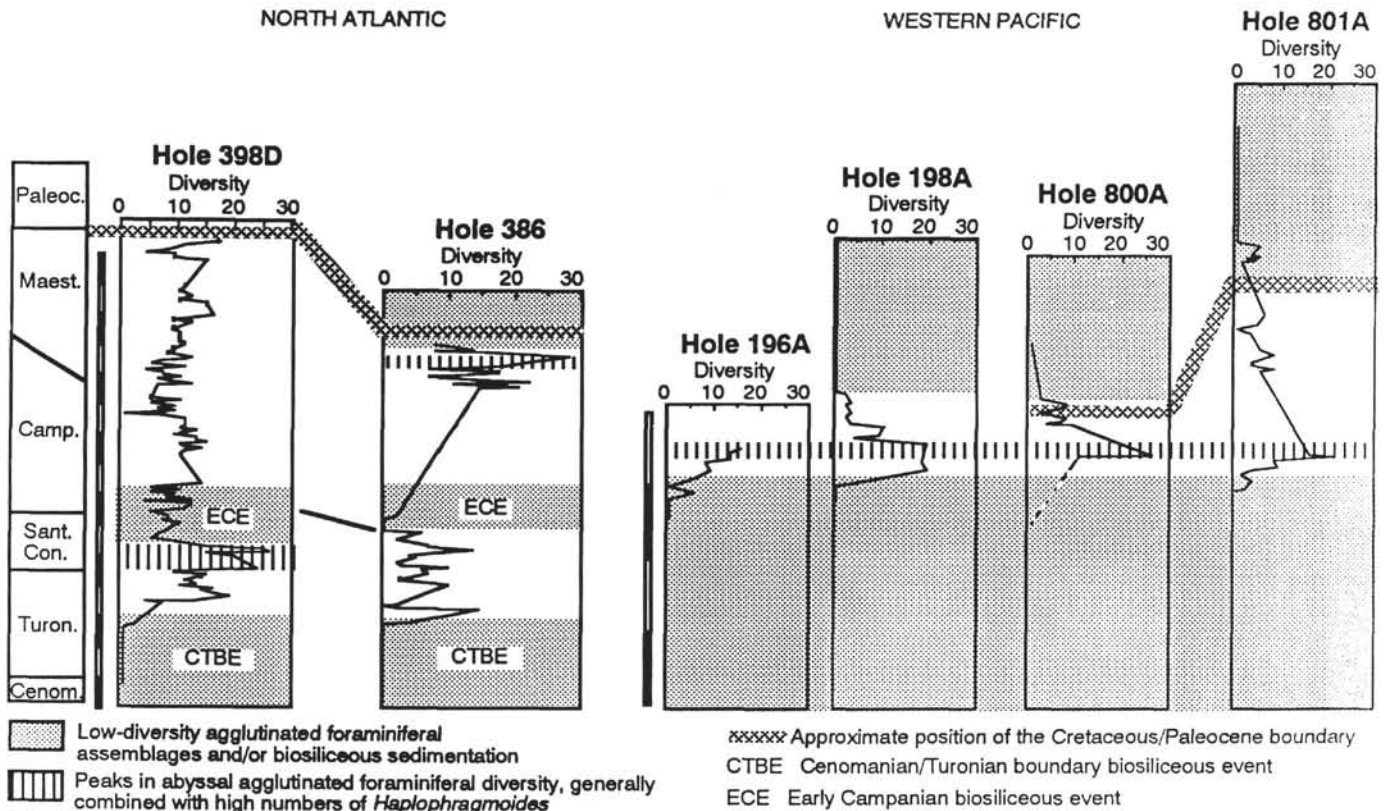 NORTH ATLANTIC
WESTERN PACIFIC
Hole 801A
Diversity
0 10 20 30
Hole 398D
Diversity
0 10 20 30
Hole 386
Diversity
0 10 20 30
Hole 198A
Diversity
0 10 20 30
Hole 800A
Diversity
0 10 20 30
Hole 196A
Diversity
0 10 20 30
Paleoc.
Maest.
Camp.
Sant.
Con.
Turon.
Cenom.
ECE
CTBE
ECE
CTBE
Low-diversity agglutinated foraminiferal
assemblages and/or biosiliceous sedimentation
Peaks in abyssal agglutinated foraminiferal diversity, generally
combined with high numbers of Haplophragmoides
Approximate position of the Cretaceous/Paleocene boundary
CTBE Cenomanian/Turonian boundary biosiliceous event
ECE Early Campanian biosiliceous event